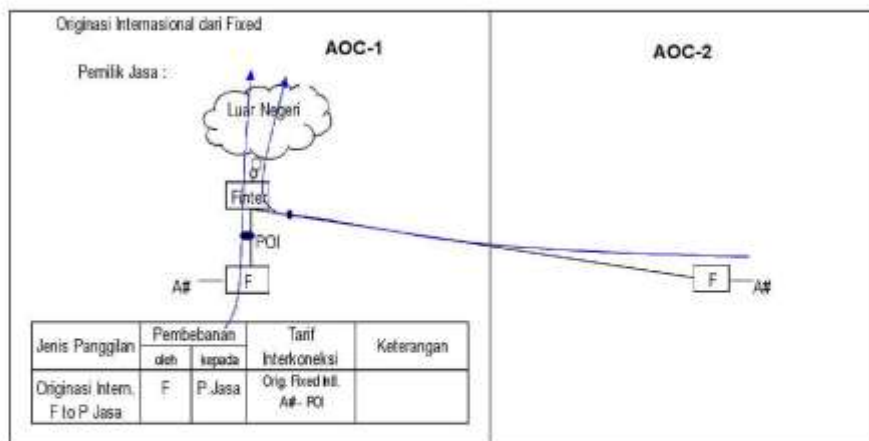 Originasi Internasional dari Fixed
AOC-1
AOC-2
Pemilik Jasa :
Luar Negeri
Finter
POI
A#
F
F
A#
Jenis Panggilan
Pembebanan
oleh
kepada
Tarif
Interkoneksi
Keterangan
Originasi Intern.
F to P Jasa
F
P.Jasa
Orig. Fixed Intl.
A# - POI